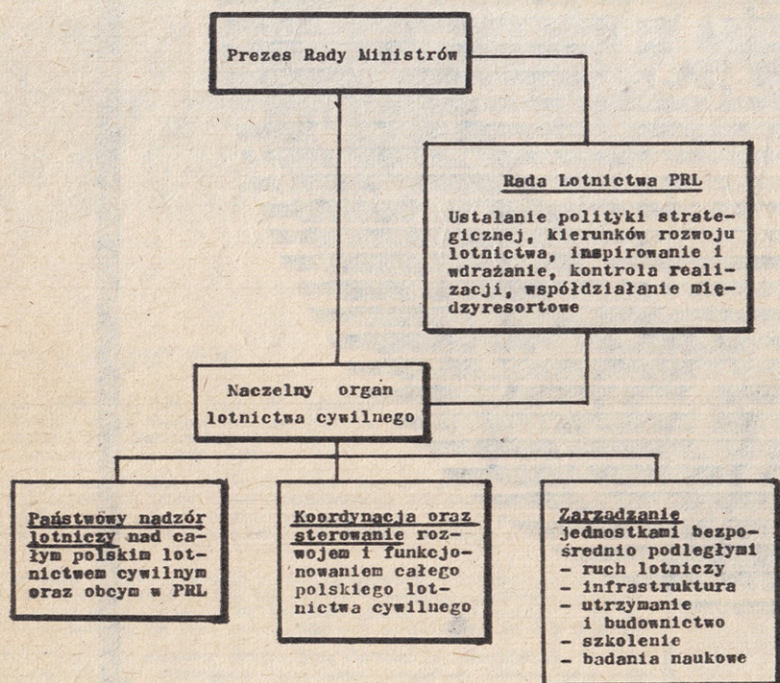 Prezes Rady Ministrów
Rada Lotnictwa PRL
Ustalanie polityki strate-
gicznej, kierunków rozwoju
lotnictwa, inspirowanie i
wdrażanie, kontrola reali-
zacji, współdziałanie mię-
dzyresortowe
Naczelny organ
lotnictwa cywilnego
Państwowy nadzór
lotniczy nad ca-
łym polskim lot-
nictwem cywilnym
oraz obcym w PRL
Koordynacja oraz
sterowanie roz-
wojem i funkcjo-
nowaniem całego
polskiego lot-
nictwa cywilnego
Zarządzanie
jednostkami bezpo-
średnio podległymi
- ruch lotniczy
- infrastruktura
- utrzymanie
i budownictwo
- szkolenie
- badania naukowe